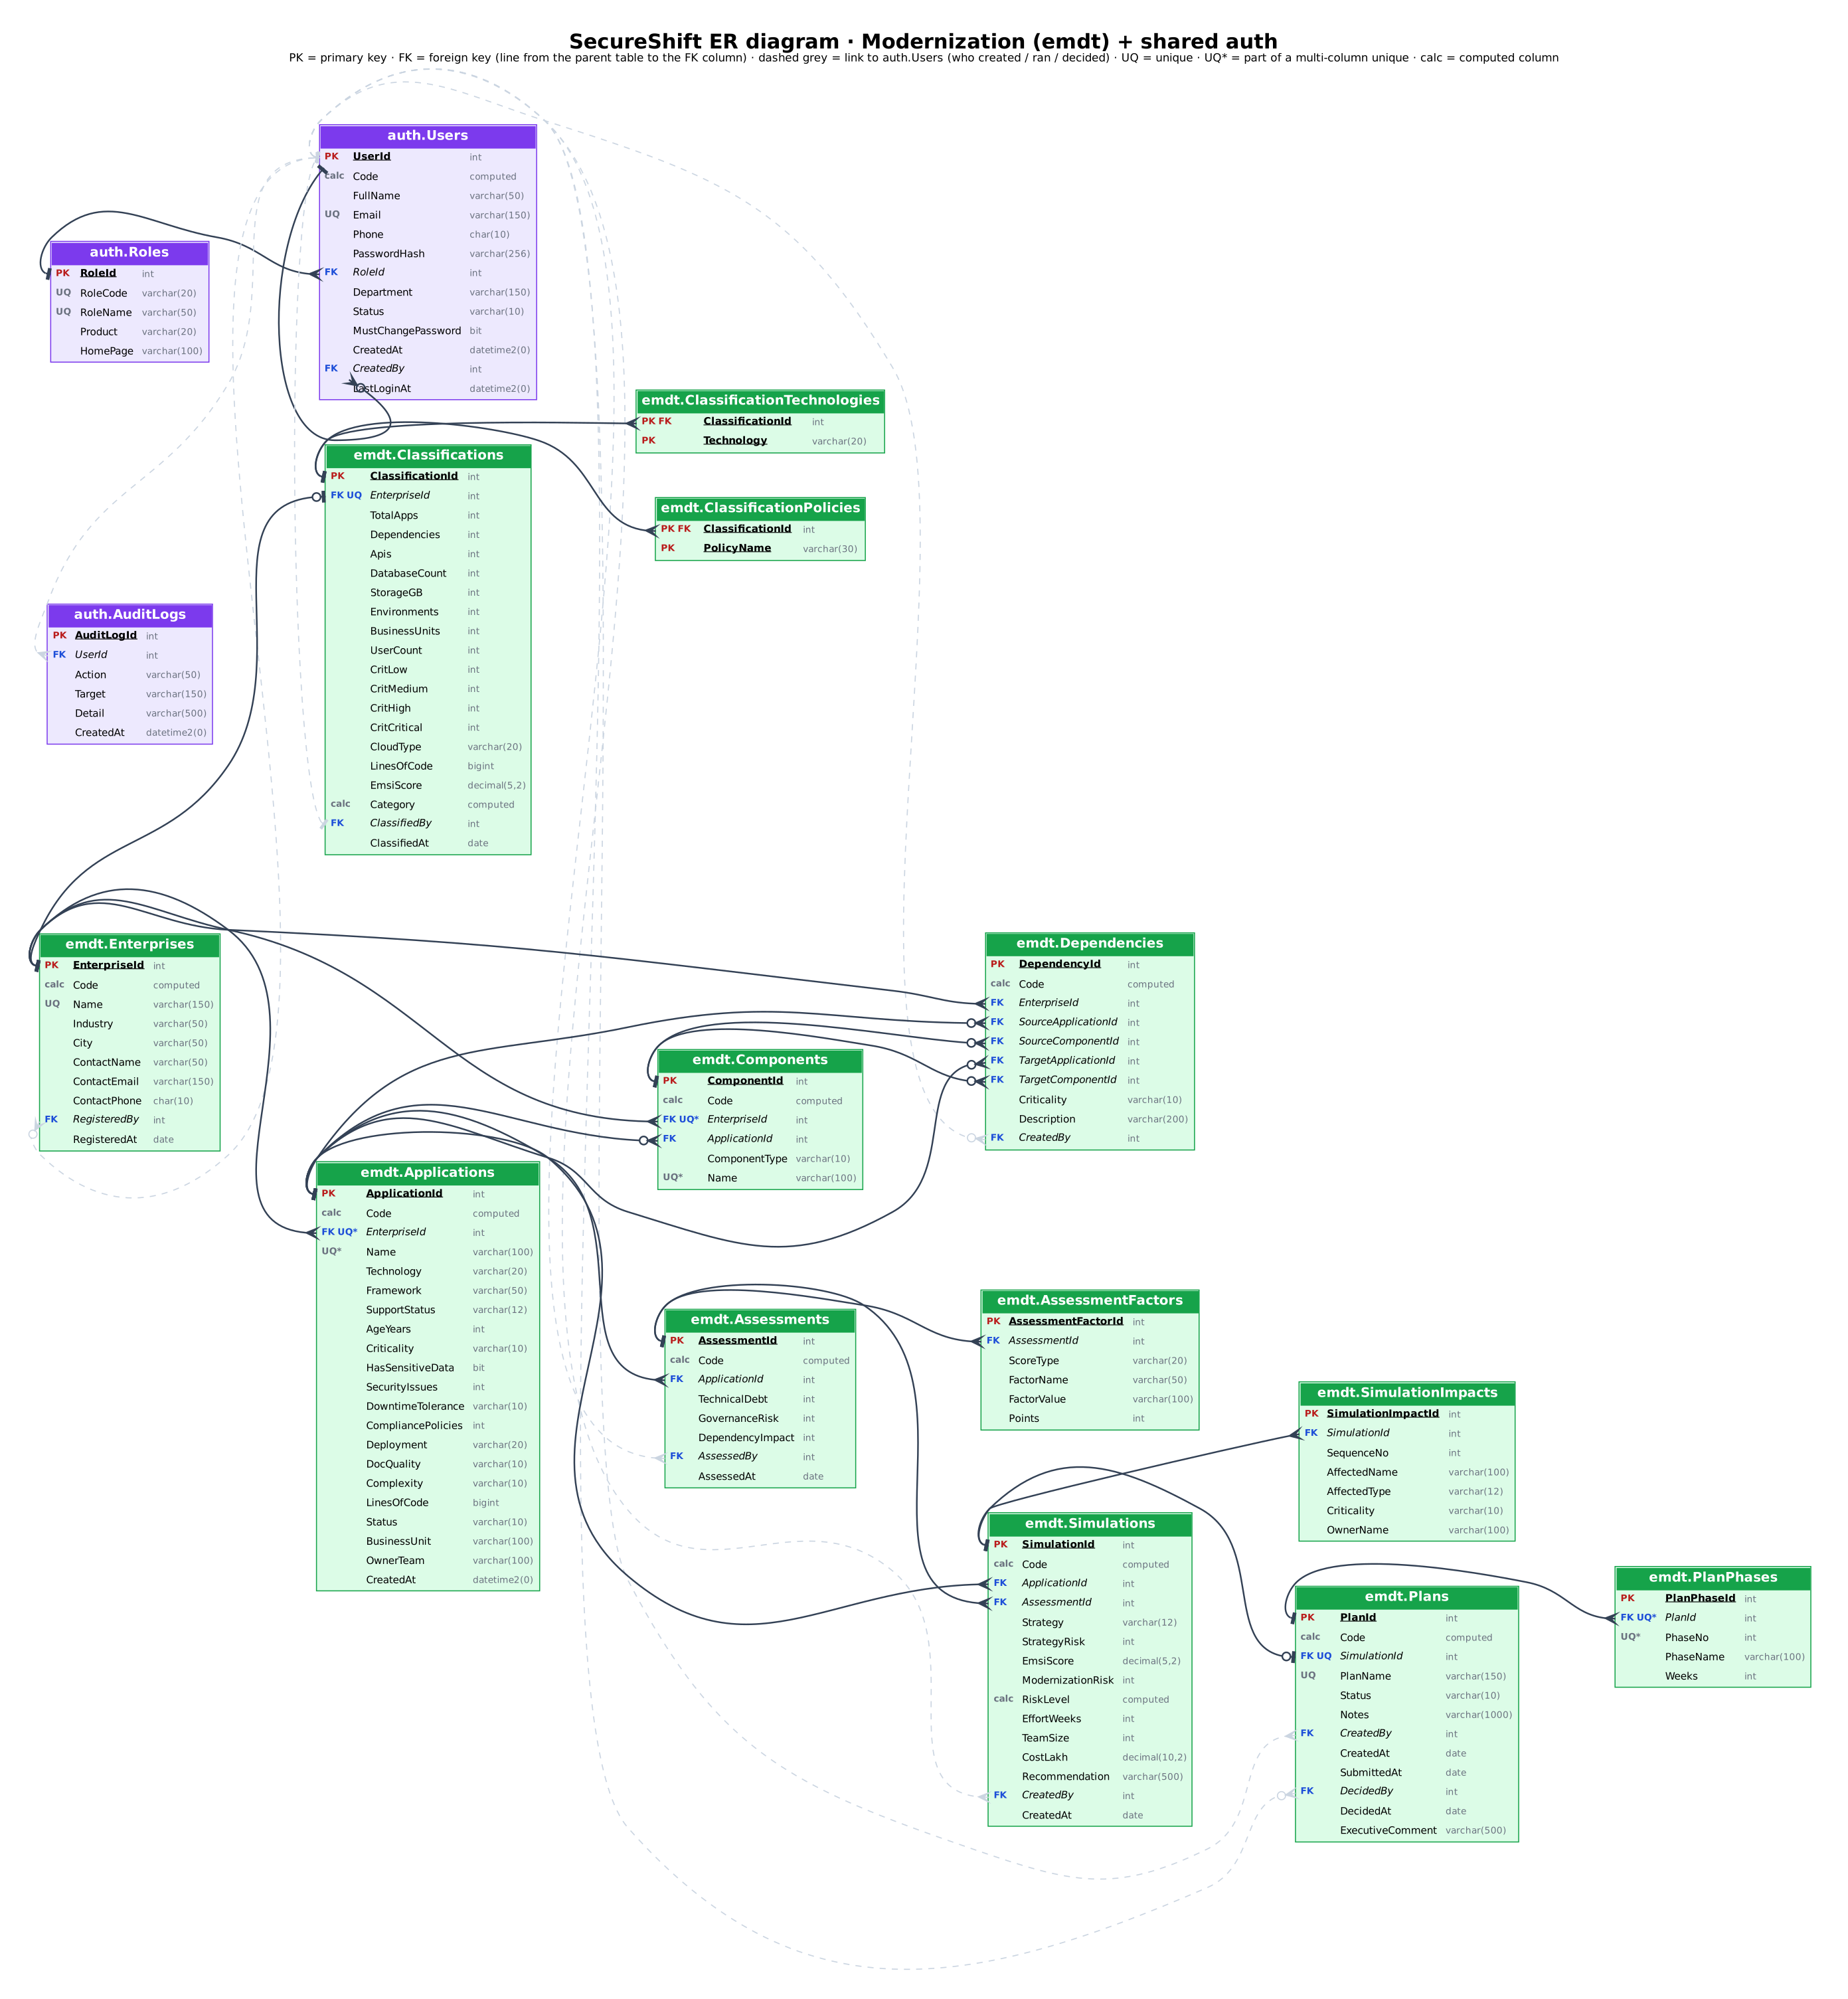 SecureShift ER diagram · Modernization (emdt) + shared auth
PK = primary key · FK = foreign key (line from the parent table to the FK column) · dashed grey = link to auth.Users (who created / ran / decided) · UQ = unique · UQ* = part of a multi-column unique · calc = computed column
auth.Users
PK UserId int
calc Code computed
FullName varchar(50)
UQ Email varchar(150)
Phone char(10)
PasswordHash varchar(256)
FK RoleId int
Department varchar(150)
Status varchar(10)
MustChangePassword bit
CreatedAt datetime2(0)
FK CreatedBy int
LastLoginAt datetime2(0)
auth.Roles
PK RoleId int
UQ RoleCode varchar(20)
UQ RoleName varchar(50)
Product varchar(20)
HomePage varchar(100)
emdt.ClassificationTechnologies
PK FK ClassificationId int
PK Technology varchar(20)
emdt.Classifications
PK ClassificationId int
FK UQ EnterpriseId int
TotalApps int
Dependencies int
Apis int
DatabaseCount int
StorageGB int
Environments int
BusinessUnits int
UserCount int
CritLow int
CritMedium int
CritHigh int
CritCritical int
CloudType varchar(20)
LinesOfCode bigint
EmsiScore decimal(5,2)
calc Category computed
FK ClassifiedBy int
ClassifiedAt date
emdt.ClassificationPolicies
PK FK ClassificationId int
PK PolicyName varchar(30)
auth.AuditLogs
PK AuditLogId int
FK UserId int
Action varchar(50)
Target varchar(150)
Detail varchar(500)
CreatedAt datetime2(0)
emdt.Enterprises
PK EnterpriseId int
calc Code computed
UQ Name varchar(150)
Industry varchar(50)
City varchar(50)
ContactName varchar(50)
ContactEmail varchar(150)
ContactPhone char(10)
FK RegisteredBy int
RegisteredAt date
emdt.Dependencies
PK DependencyId int
calc Code computed
FK EnterpriseId int
FK SourceApplicationId int
FK SourceComponentId int
FK TargetApplicationId int
FK TargetComponentId int
Criticality varchar(10)
Description varchar(200)
FK CreatedBy int
emdt.Components
PK ComponentId int
calc Code computed
FK UQ* EnterpriseId int
FK ApplicationId int
ComponentType varchar(10)
UQ* Name varchar(100)
emdt.Applications
PK ApplicationId int
calc Code computed
FK UQ* EnterpriseId int
UQ* Name varchar(100)
Technology varchar(20)
Framework varchar(50)
SupportStatus varchar(12)
AgeYears int
Criticality varchar(10)
HasSensitiveData bit
SecurityIssues int
DowntimeTolerance varchar(10)
CompliancePolicies int
Deployment varchar(20)
DocQuality varchar(10)
Complexity varchar(10)
LinesOfCode bigint
Status varchar(10)
BusinessUnit varchar(100)
OwnerTeam varchar(100)
CreatedAt datetime2(0)
emdt.Assessments
PK AssessmentId int
calc Code computed
FK ApplicationId int
TechnicalDebt int
GovernanceRisk int
DependencyImpact int
FK AssessedBy int
AssessedAt date
emdt.AssessmentFactors
PK AssessmentFactorId int
FK AssessmentId int
ScoreType varchar(20)
FactorName varchar(50)
FactorValue varchar(100)
Points int
emdt.SimulationImpacts
PK SimulationImpactId int
FK SimulationId int
SequenceNo int
AffectedName varchar(100)
AffectedType varchar(12)
Criticality varchar(10)
OwnerName varchar(100)
emdt.Simulations
PK SimulationId int
calc Code computed
FK ApplicationId int
FK AssessmentId int
Strategy varchar(12)
StrategyRisk int
EmsiScore decimal(5,2)
ModernizationRisk int
calc RiskLevel computed
EffortWeeks int
TeamSize int
CostLakh decimal(10,2)
Recommendation varchar(500)
FK CreatedBy int
CreatedAt date
emdt.Plans
PK PlanId int
calc Code computed
FK UQ SimulationId int
UQ PlanName varchar(150)
Status varchar(10)
Notes varchar(1000)
FK CreatedBy int
CreatedAt date
SubmittedAt date
FK DecidedBy int
DecidedAt date
ExecutiveComment varchar(500)
emdt.PlanPhases
PK PlanPhaseId int
FK UQ* PlanId int
UQ* PhaseNo int
PhaseName varchar(100)
Weeks int